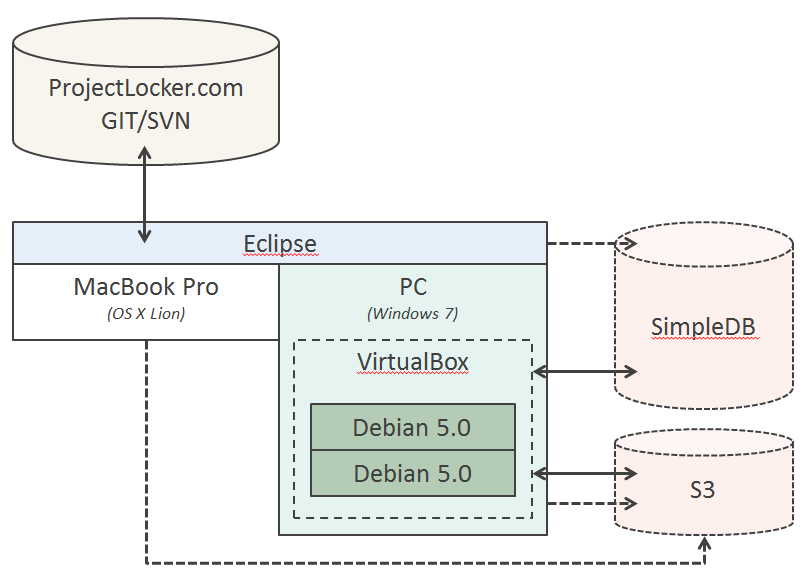 ProjectLocker.com
GIT/SVN
Eclipse
MacBook Pro
(OS X Lion)
PC
(Windows 7)
VirtualBox
Debian 5.0
Debian 5.0
SimpleDB
S3